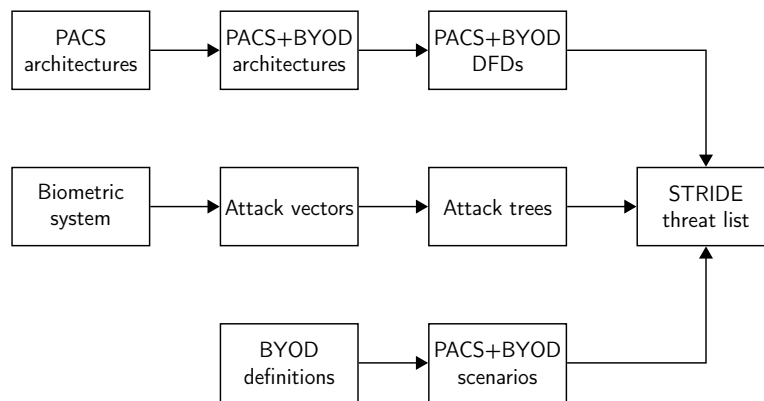 PACS
architectures
PACS+BYOD
architectures
PACS+BYOD
DFDs
Biometric
system
Attack vectors
Attack trees
STRIDE
threat list
BYOD
definitions
PACS+BYOD
scenarios